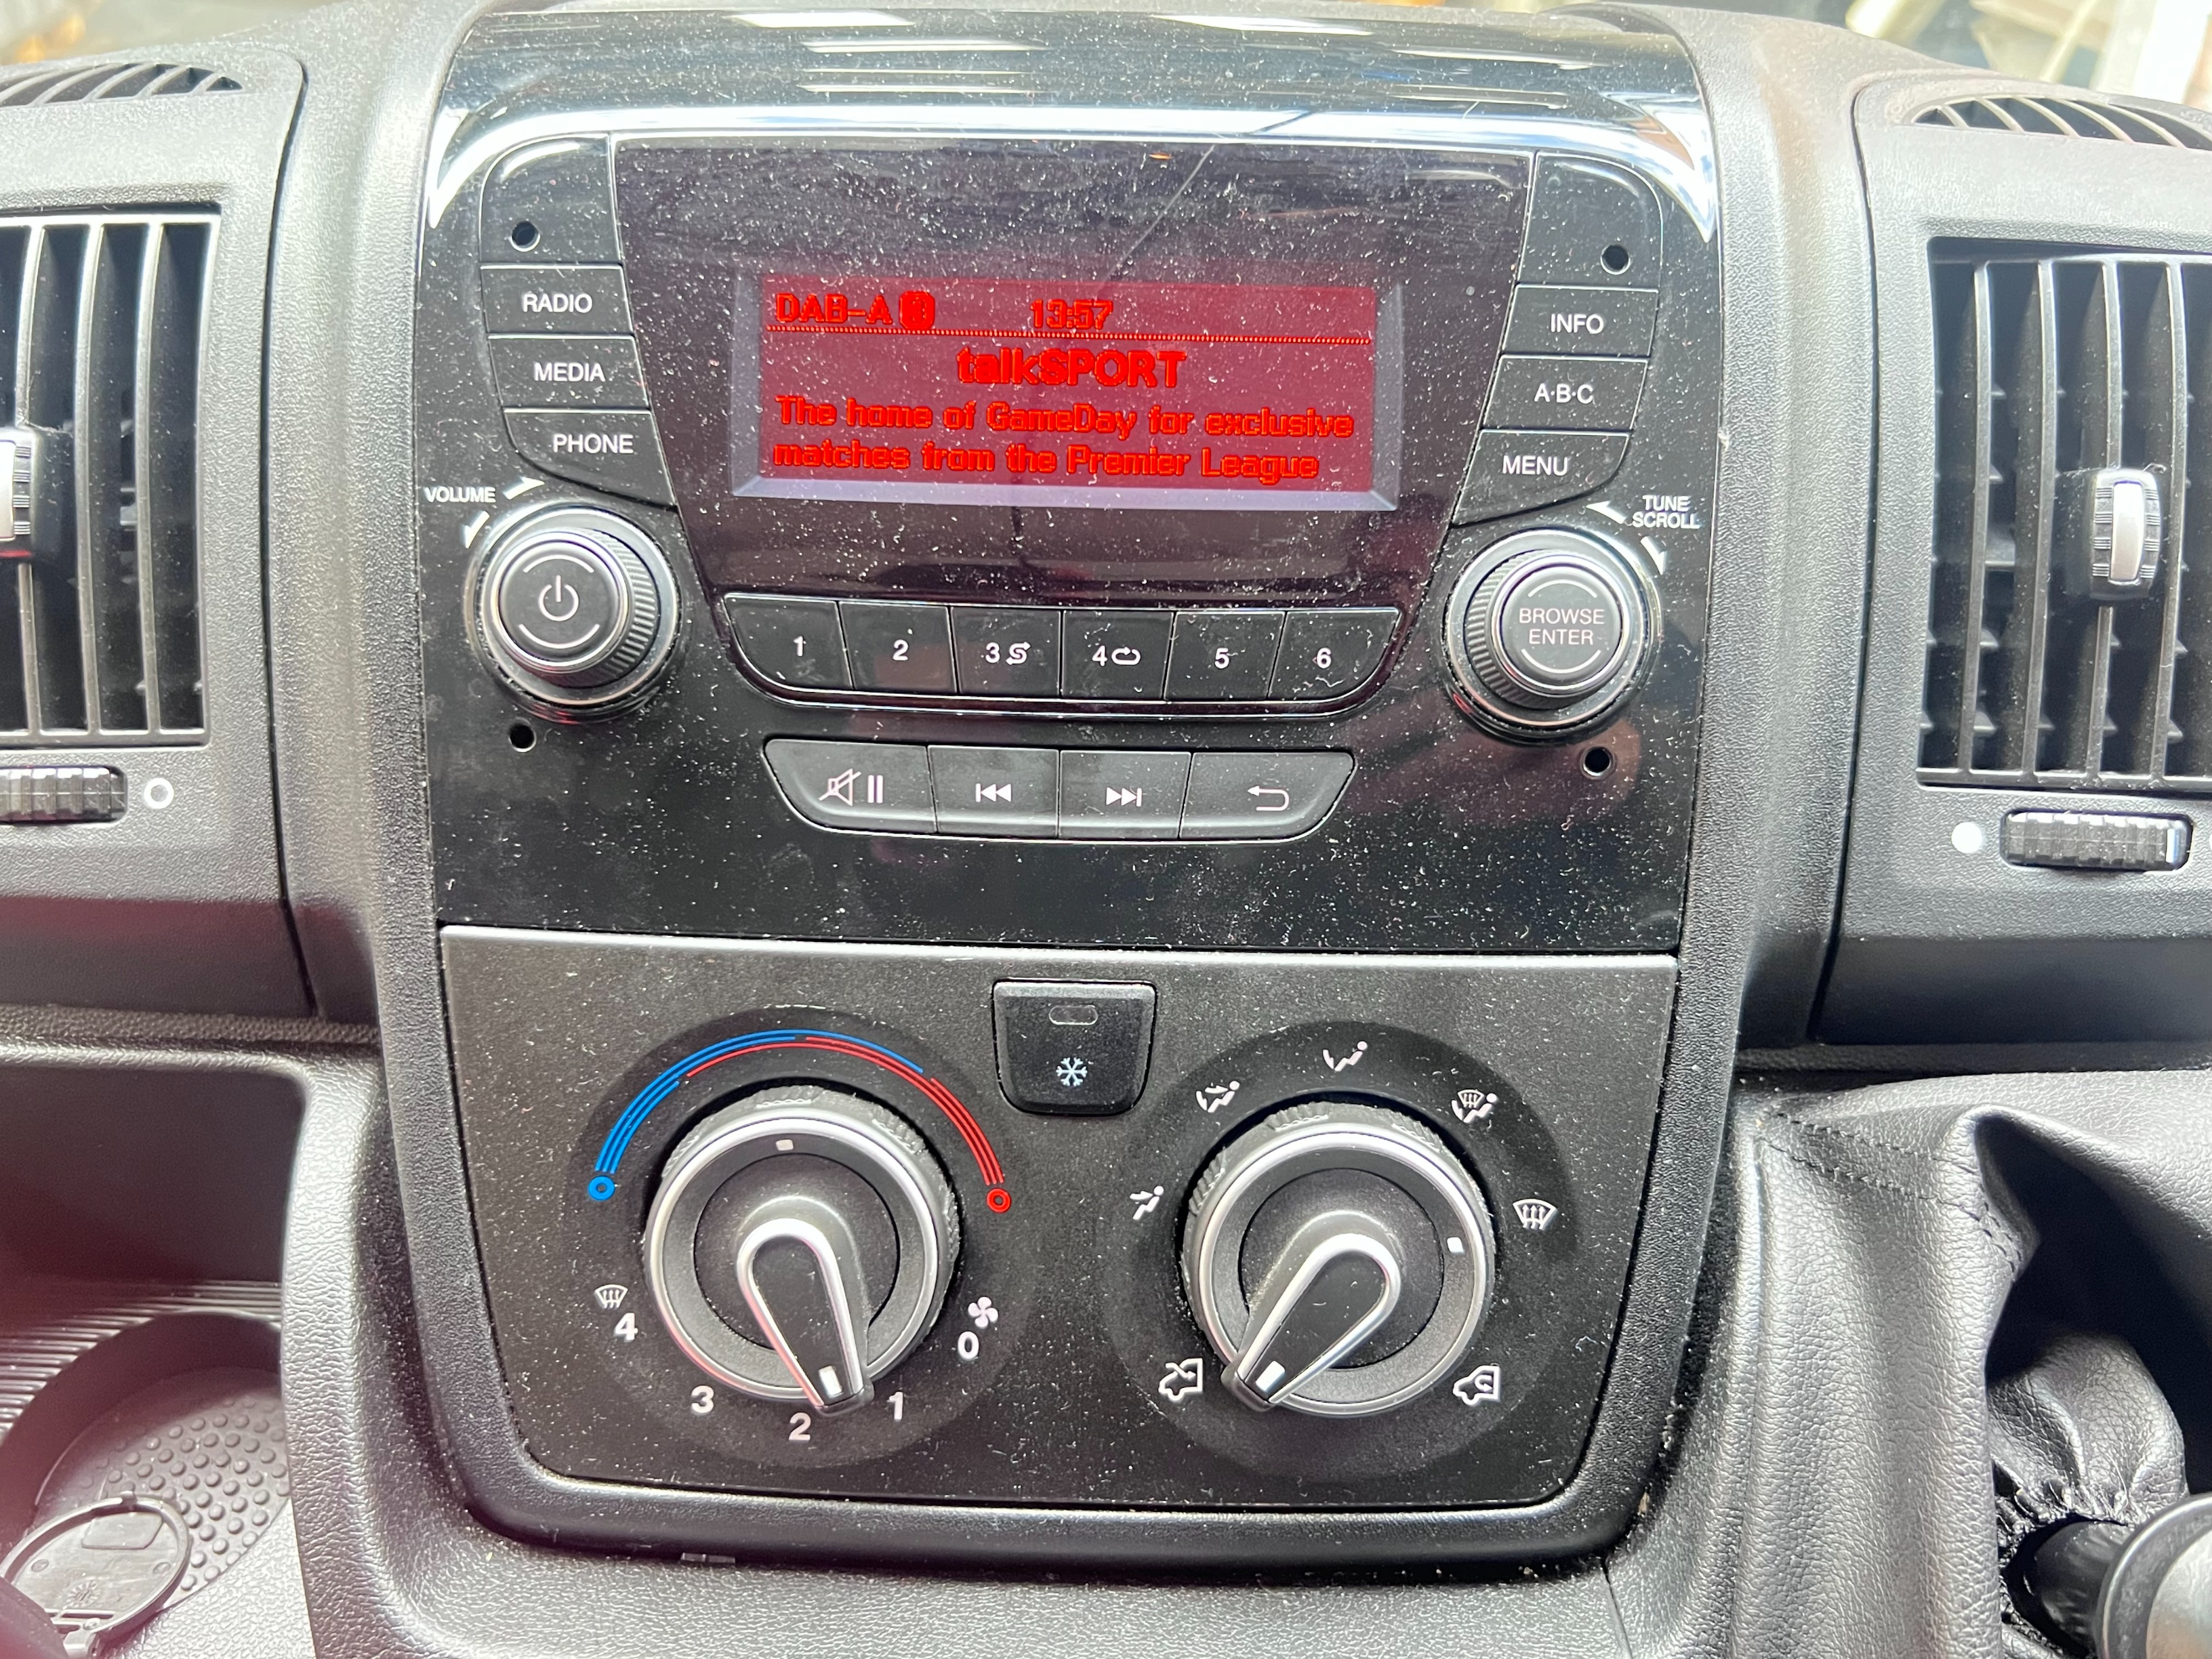 DAB-A 13:57
talkSPORT
The home of GameDay for exclusive
matches from the Premier League
RADIO
MEDIA
PHONE
INFO
A·B·C
MENU
VOLUME
TUNE
SCROLL
BROWSE
ENTER
1 2 3 4 5 6
4 0
3 2 1